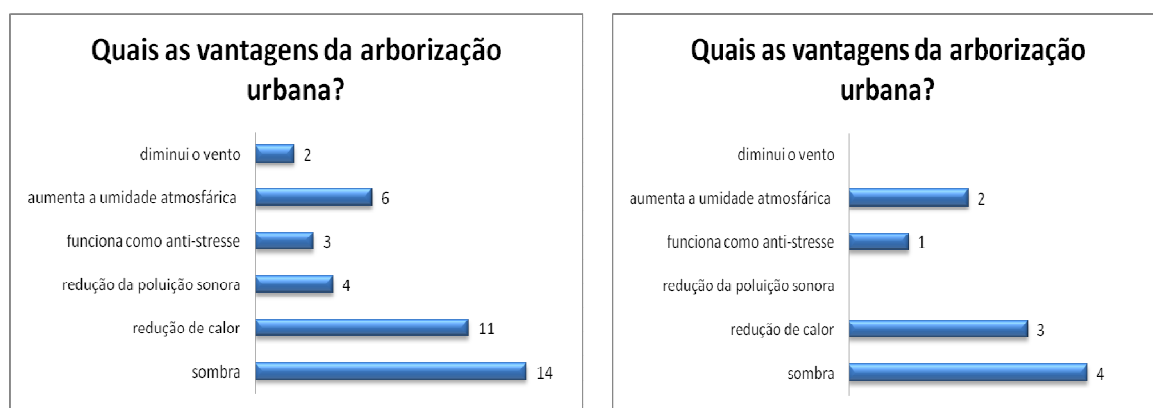 Quais as vantagens da arborização
urbana?
diminui o vento 2
aumenta a umidade atmosfárica 6
funciona como anti-stresse 3
redução da poluição sonora 4
redução de calor 11
sombra 14
Quais as vantagens da arborização
urbana?
diminui o vento
aumenta a umidade atmosfárica 2
funciona como anti-stresse 1
redução da poluição sonora
redução de calor 3
sombra 4